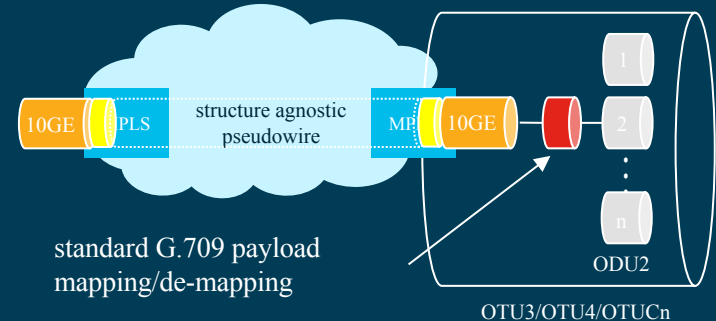 1
structure agnostic
pseudowire
10GE
PLS
MP
10GE
2
n
standard G.709 payload
mapping/de-mapping
ODU2
OTU3/OTU4/OTUCn